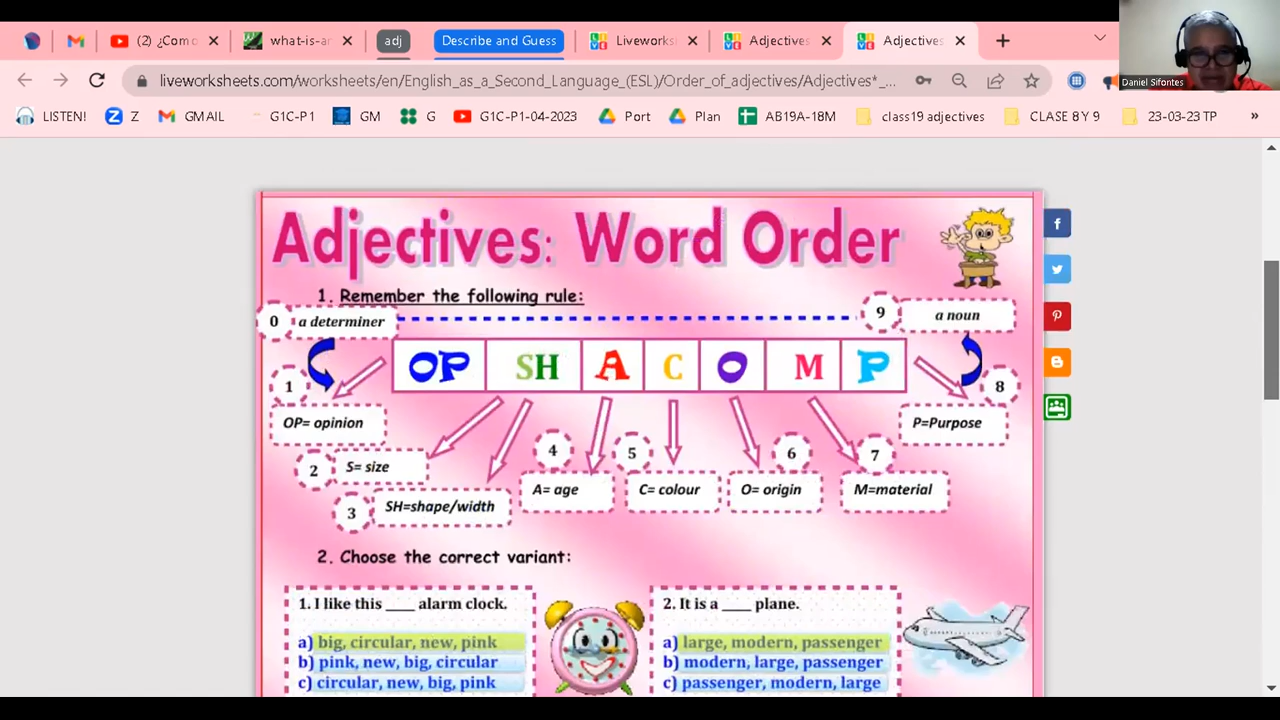 (2) ¿Com
what-is-ar
adj
Describe and Guess
Livework
Adjectives
Adjectives
liveworksheets.com/worksheets/en/English_as_a_Second_Language_(ESL)/Order_of_adjectives/Adjectives*_...
Daniel Sifontes
LISTEN!
Z
GMAIL
G1C-P1
GM
G
G1C-P1-04-2023
Port
Plan
AB19A-18M
class19 adjectives
CLASE 8Y 9
23-03-23 TP
»
Adjectives: Word Order
1. Remember the following rule:
0 a determiner
9 a noun
OP SH A C O M P
1 OP= opinion
2 S= size
3 SH=shape/width
4 A= age
5 C= colour
6 O= origin
7 M=material
8 P=Purpose
2. Choose the correct variant:
1. I like this ____ alarm clock.
a) big, circular, new, pink
b) pink, new, big, circular
c) circular, new, big, pink
2. It is a ____ plane.
a) large, modern, passenger
b) modern, large, passenger
c) passenger, modern, large